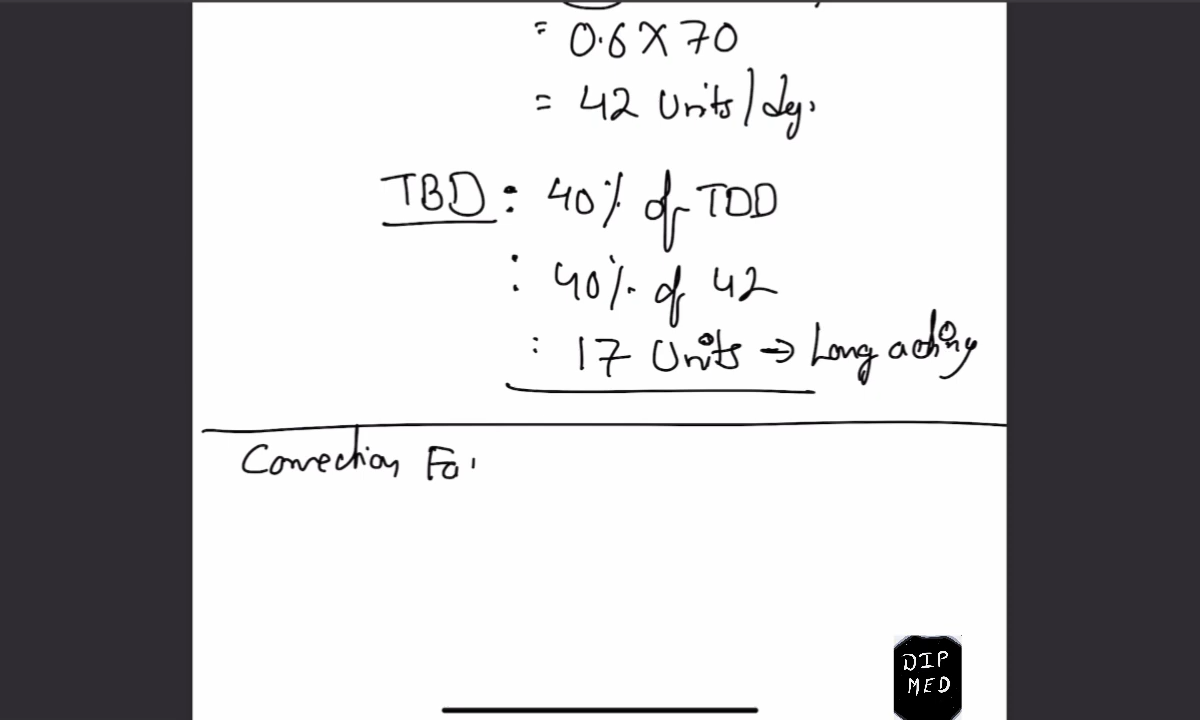 = 0.6 X 70
= 42 Units/day.
TBD : 40% of TDD
: 40% of 42
: 17 Units → Long acting
Correction Fa
DIP
MED